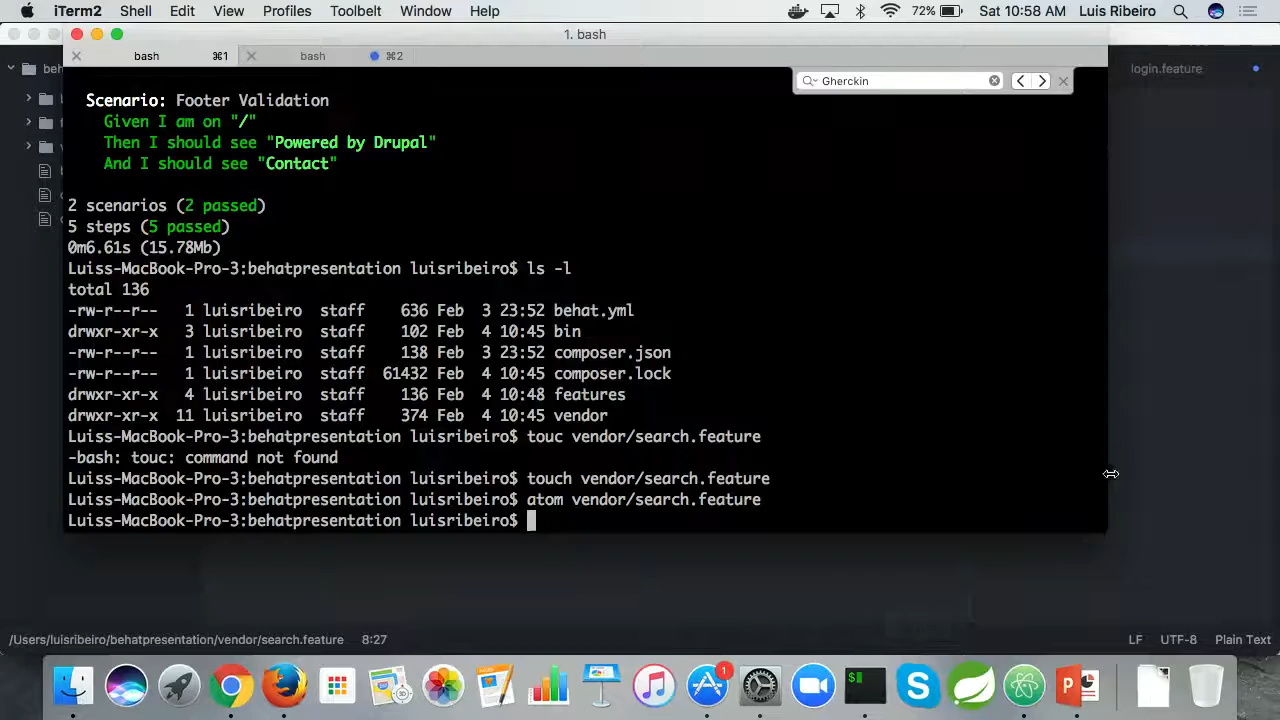 iTerm2 Shell Edit View Profiles Toolbelt Window Help 72% Sat 10:58 AM Luis Ribeiro
1. bash
bash ⌘1 bash ⌘2
login.feature
Gherckin
Scenario: Footer Validation
Given I am on "/"
Then I should see "Powered by Drupal"
And I should see "Contact"
2 scenarios (2 passed)
5 steps (5 passed)
0m6.61s (15.78Mb)
Luiss-MacBook-Pro-3:behatpresentation luisribeiro$ ls -l
total 136
-rw-r--r-- 1 luisribeiro staff 636 Feb 3 23:52 behat.yml
drwxr-xr-x 3 luisribeiro staff 102 Feb 4 10:45 bin
-rw-r--r-- 1 luisribeiro staff 138 Feb 3 23:52 composer.json
-rw-r--r-- 1 luisribeiro staff 61432 Feb 4 10:45 composer.lock
drwxr-xr-x 4 luisribeiro staff 136 Feb 4 10:48 features
drwxr-xr-x 11 luisribeiro staff 374 Feb 4 10:45 vendor
Luiss-MacBook-Pro-3:behatpresentation luisribeiro$ touc vendor/search.feature
-bash: touc: command not found
Luiss-MacBook-Pro-3:behatpresentation luisribeiro$ touch vendor/search.feature
Luiss-MacBook-Pro-3:behatpresentation luisribeiro$ atom vendor/search.feature
Luiss-MacBook-Pro-3:behatpresentation luisribeiro$
/Users/luisribeiro/behatpresentation/vendor/search.feature 8:27 LF UTF-8 Plain Text